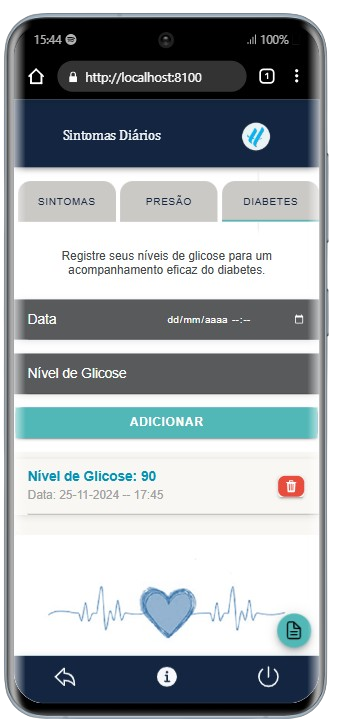 15:44 100%
http://localhost:8100 1
Sintomas Diários
SINTOMAS PRESÃO DIABETES
Registre seus níveis de glicose para um
acompanhamento eficaz do diabetes.
Data dd/mm/aaaa --:--
Nível de Glicose
ADICIONAR
Nível de Glicose: 90
Data: 25-11-2024 -- 17:45